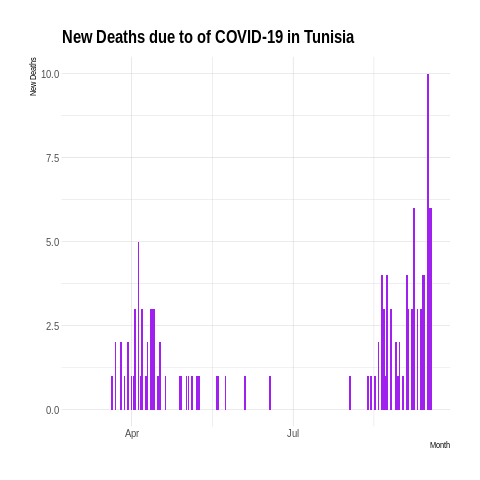 New Deaths due to of COVID-19 in Tunisia
New Deaths
10.0
7.5
5.0
2.5
0.0
Apr
Jul
Month